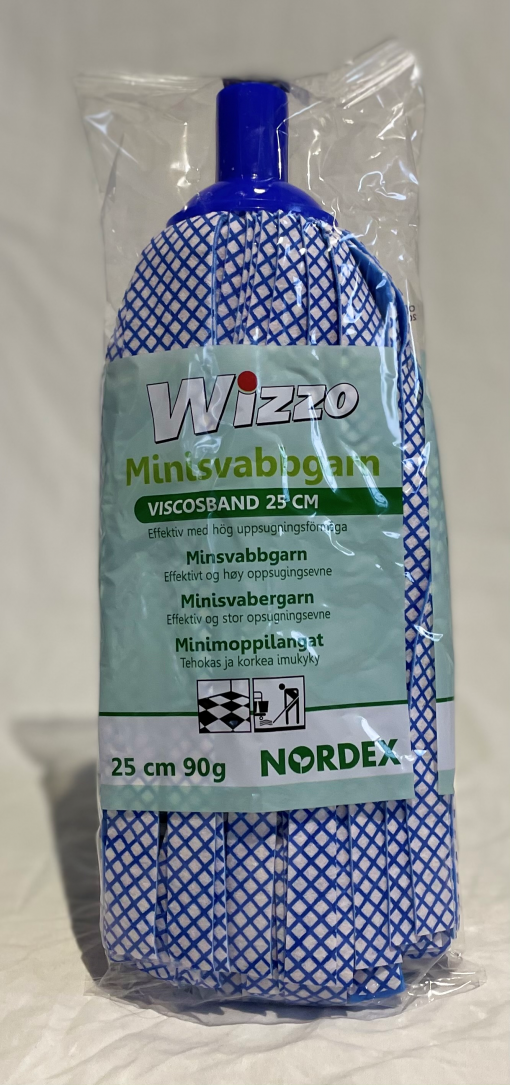 Wizzo
Minisvabbgarn
VISCOSBAND 25 CM
Effektiv med hög uppsugningsförmåga
Minsvabbgarn
Effektivt og høy oppsugingsevne
Minisvabergarn
Effektiv og stor opsugningsevne
Minimoppilangat
Tehokas ja korkea imukyky
25 cm 90g NORDEX